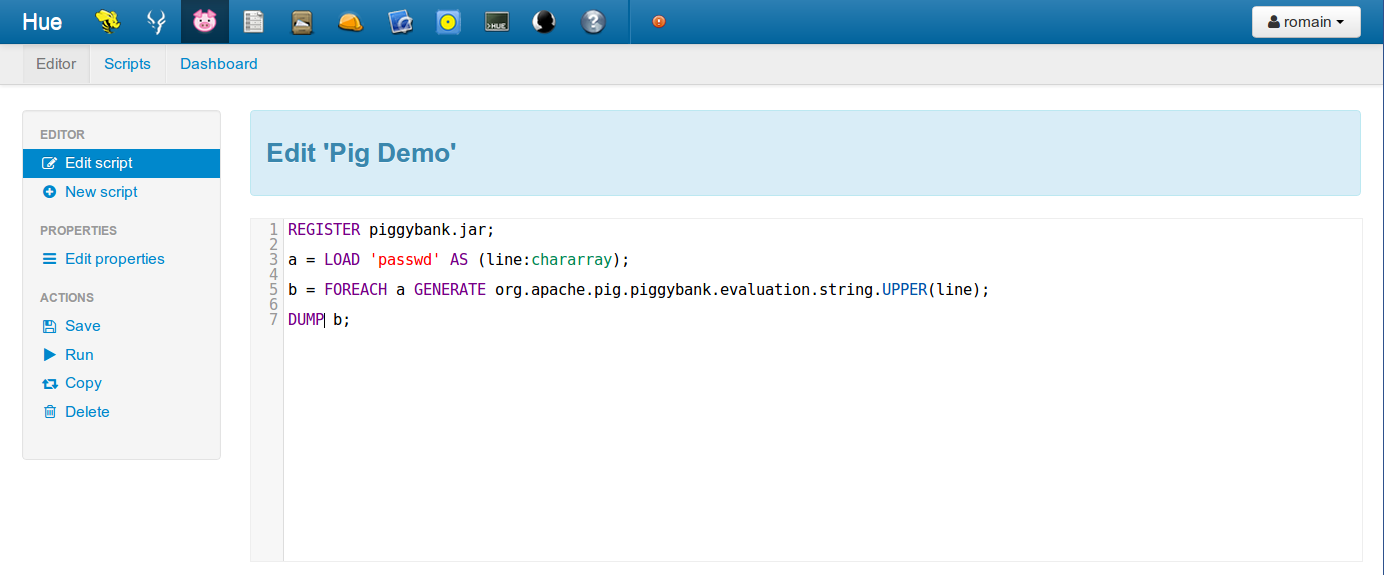 Hue >HUE romain
Editor Scripts Dashboard
EDITOR
Edit script
New script
PROPERTIES
Edit properties
ACTIONS
Save
Run
Copy
Delete
Edit 'Pig Demo'
1 REGISTER piggybank.jar;
2
3 a = LOAD 'passwd' AS (line:chararray);
4
5 b = FOREACH a GENERATE org.apache.pig.piggybank.evaluation.string.UPPER(line);
6
7 DUMP b;